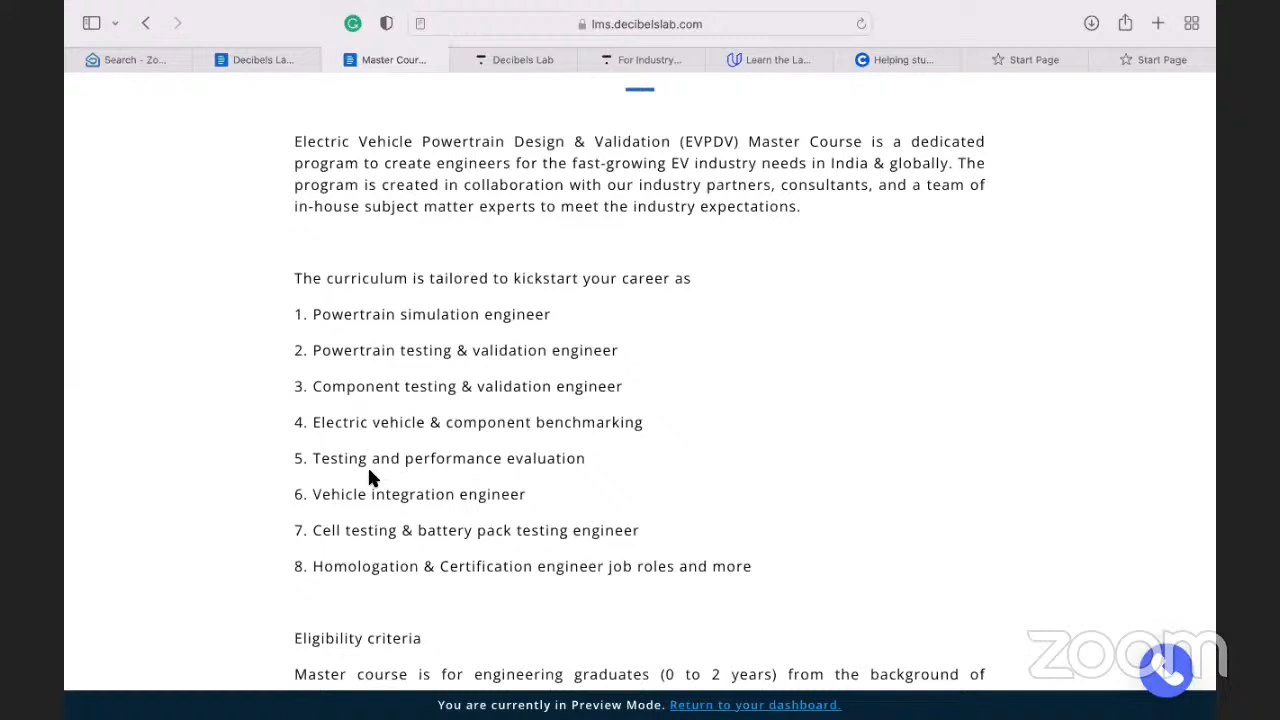 lms.decibelslab.com
Search - Zo...
Decibels La...
Master Cour...
Decibels Lab
For Industry...
Learn the La...
Helping stu...
Start Page
Start Page
Electric Vehicle Powertrain Design & Validation (EVPDV) Master Course is a dedicated
program to create engineers for the fast-growing EV industry needs in India & globally. The
program is created in collaboration with our industry partners, consultants, and a team of
in-house subject matter experts to meet the industry expectations.
The curriculum is tailored to kickstart your career as
1. Powertrain simulation engineer
2. Powertrain testing & validation engineer
3. Component testing & validation engineer
4. Electric vehicle & component benchmarking
5. Testing and performance evaluation
6. Vehicle integration engineer
7. Cell testing & battery pack testing engineer
8. Homologation & Certification engineer job roles and more
Eligibility criteria
Master course is for engineering graduates (0 to 2 years) from the background of
zoom
You are currently in Preview Mode. Return to your dashboard.